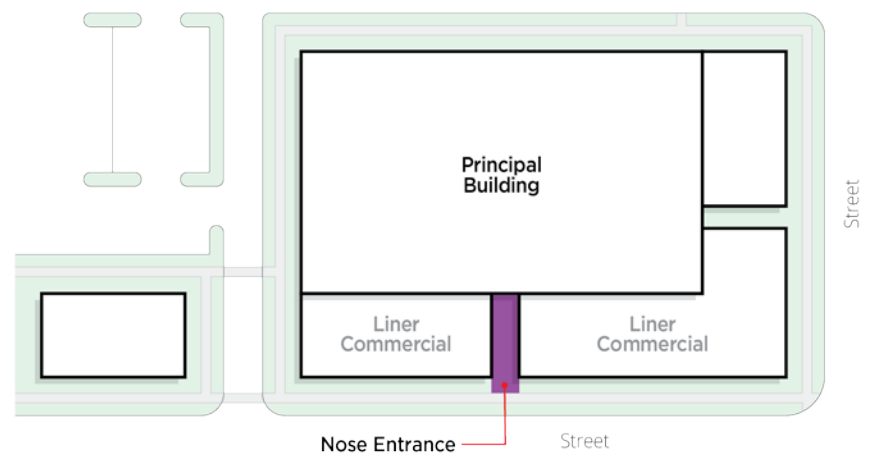 Principal
Building
Street
Liner
Commercial
Liner
Commercial
Nose Entrance
Street